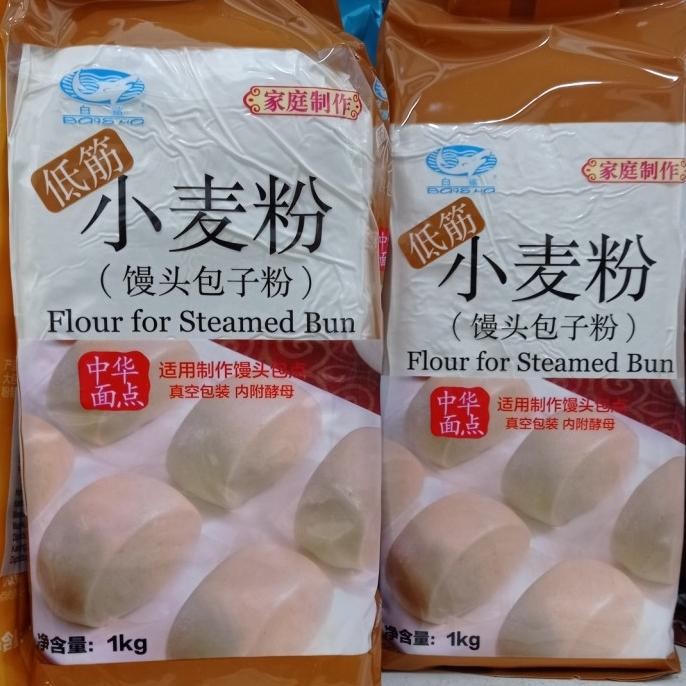 白鲨
BAISHA
家庭制作
低筋
小麦粉
（馒头包子粉）
Flour for Steamed Bun
中华
面点
适用制作馒头包点
真空包装 内附酵母
净含量：1kg
家庭制作
低筋
小麦粉
（馒头包子粉）
Flour for Steamed Bun
中华
面点
适用制作馒头包点
真空包装 内附酵母
净含量：1kg